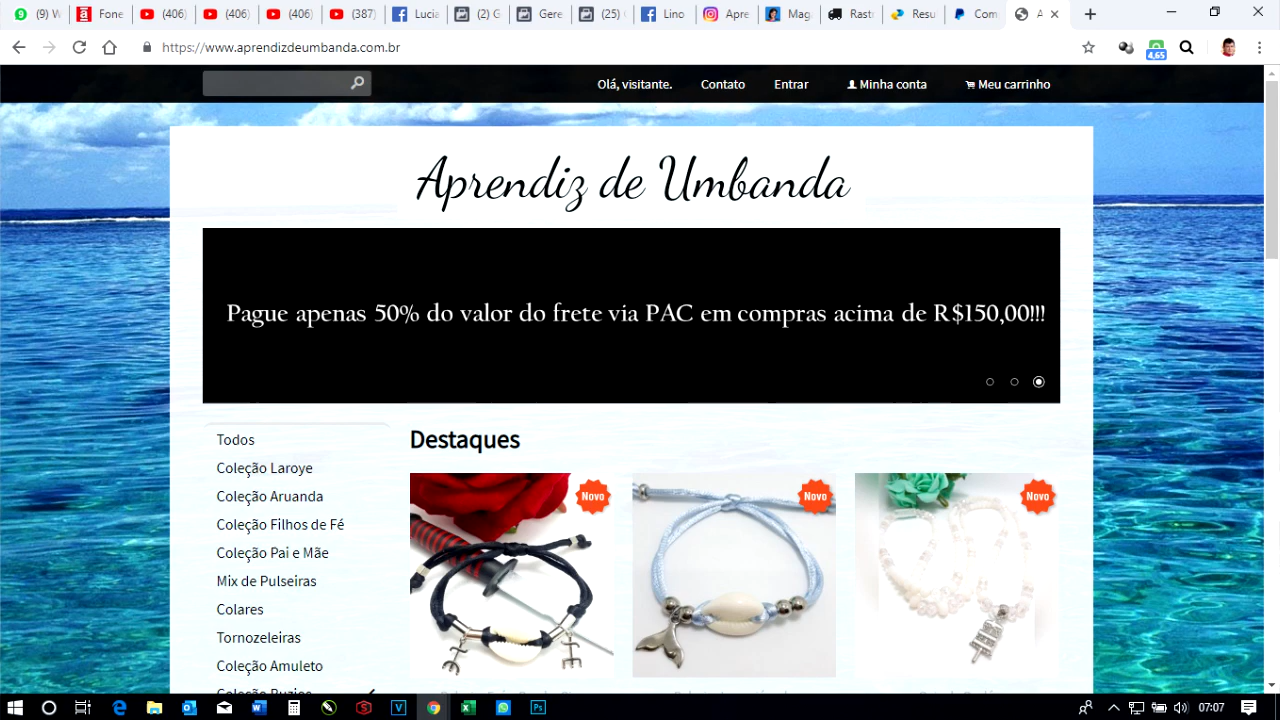 (9) W
Fone
(406)
(406)
(406)
(387)
Lucia
(2) G
Gere
(25)
Lino
Apre
Mag
Rastr
Resu
Com
https://www.aprendizdeumbanda.com.br
4,65
Olá, visitante. Contato Entrar Minha conta Meu carrinho
Aprendiz de Umbanda
Pague apenas 50% do valor do frete via PAC em compras acima de R$150,00!!!
Todos
Coleção Laroye
Coleção Aruanda
Coleção Filhos de Fé
Coleção Pai e Mãe
Mix de Pulseiras
Colares
Tornozeleiras
Coleção Amuleto
Destaques
Novo
Novo
Novo
07:07